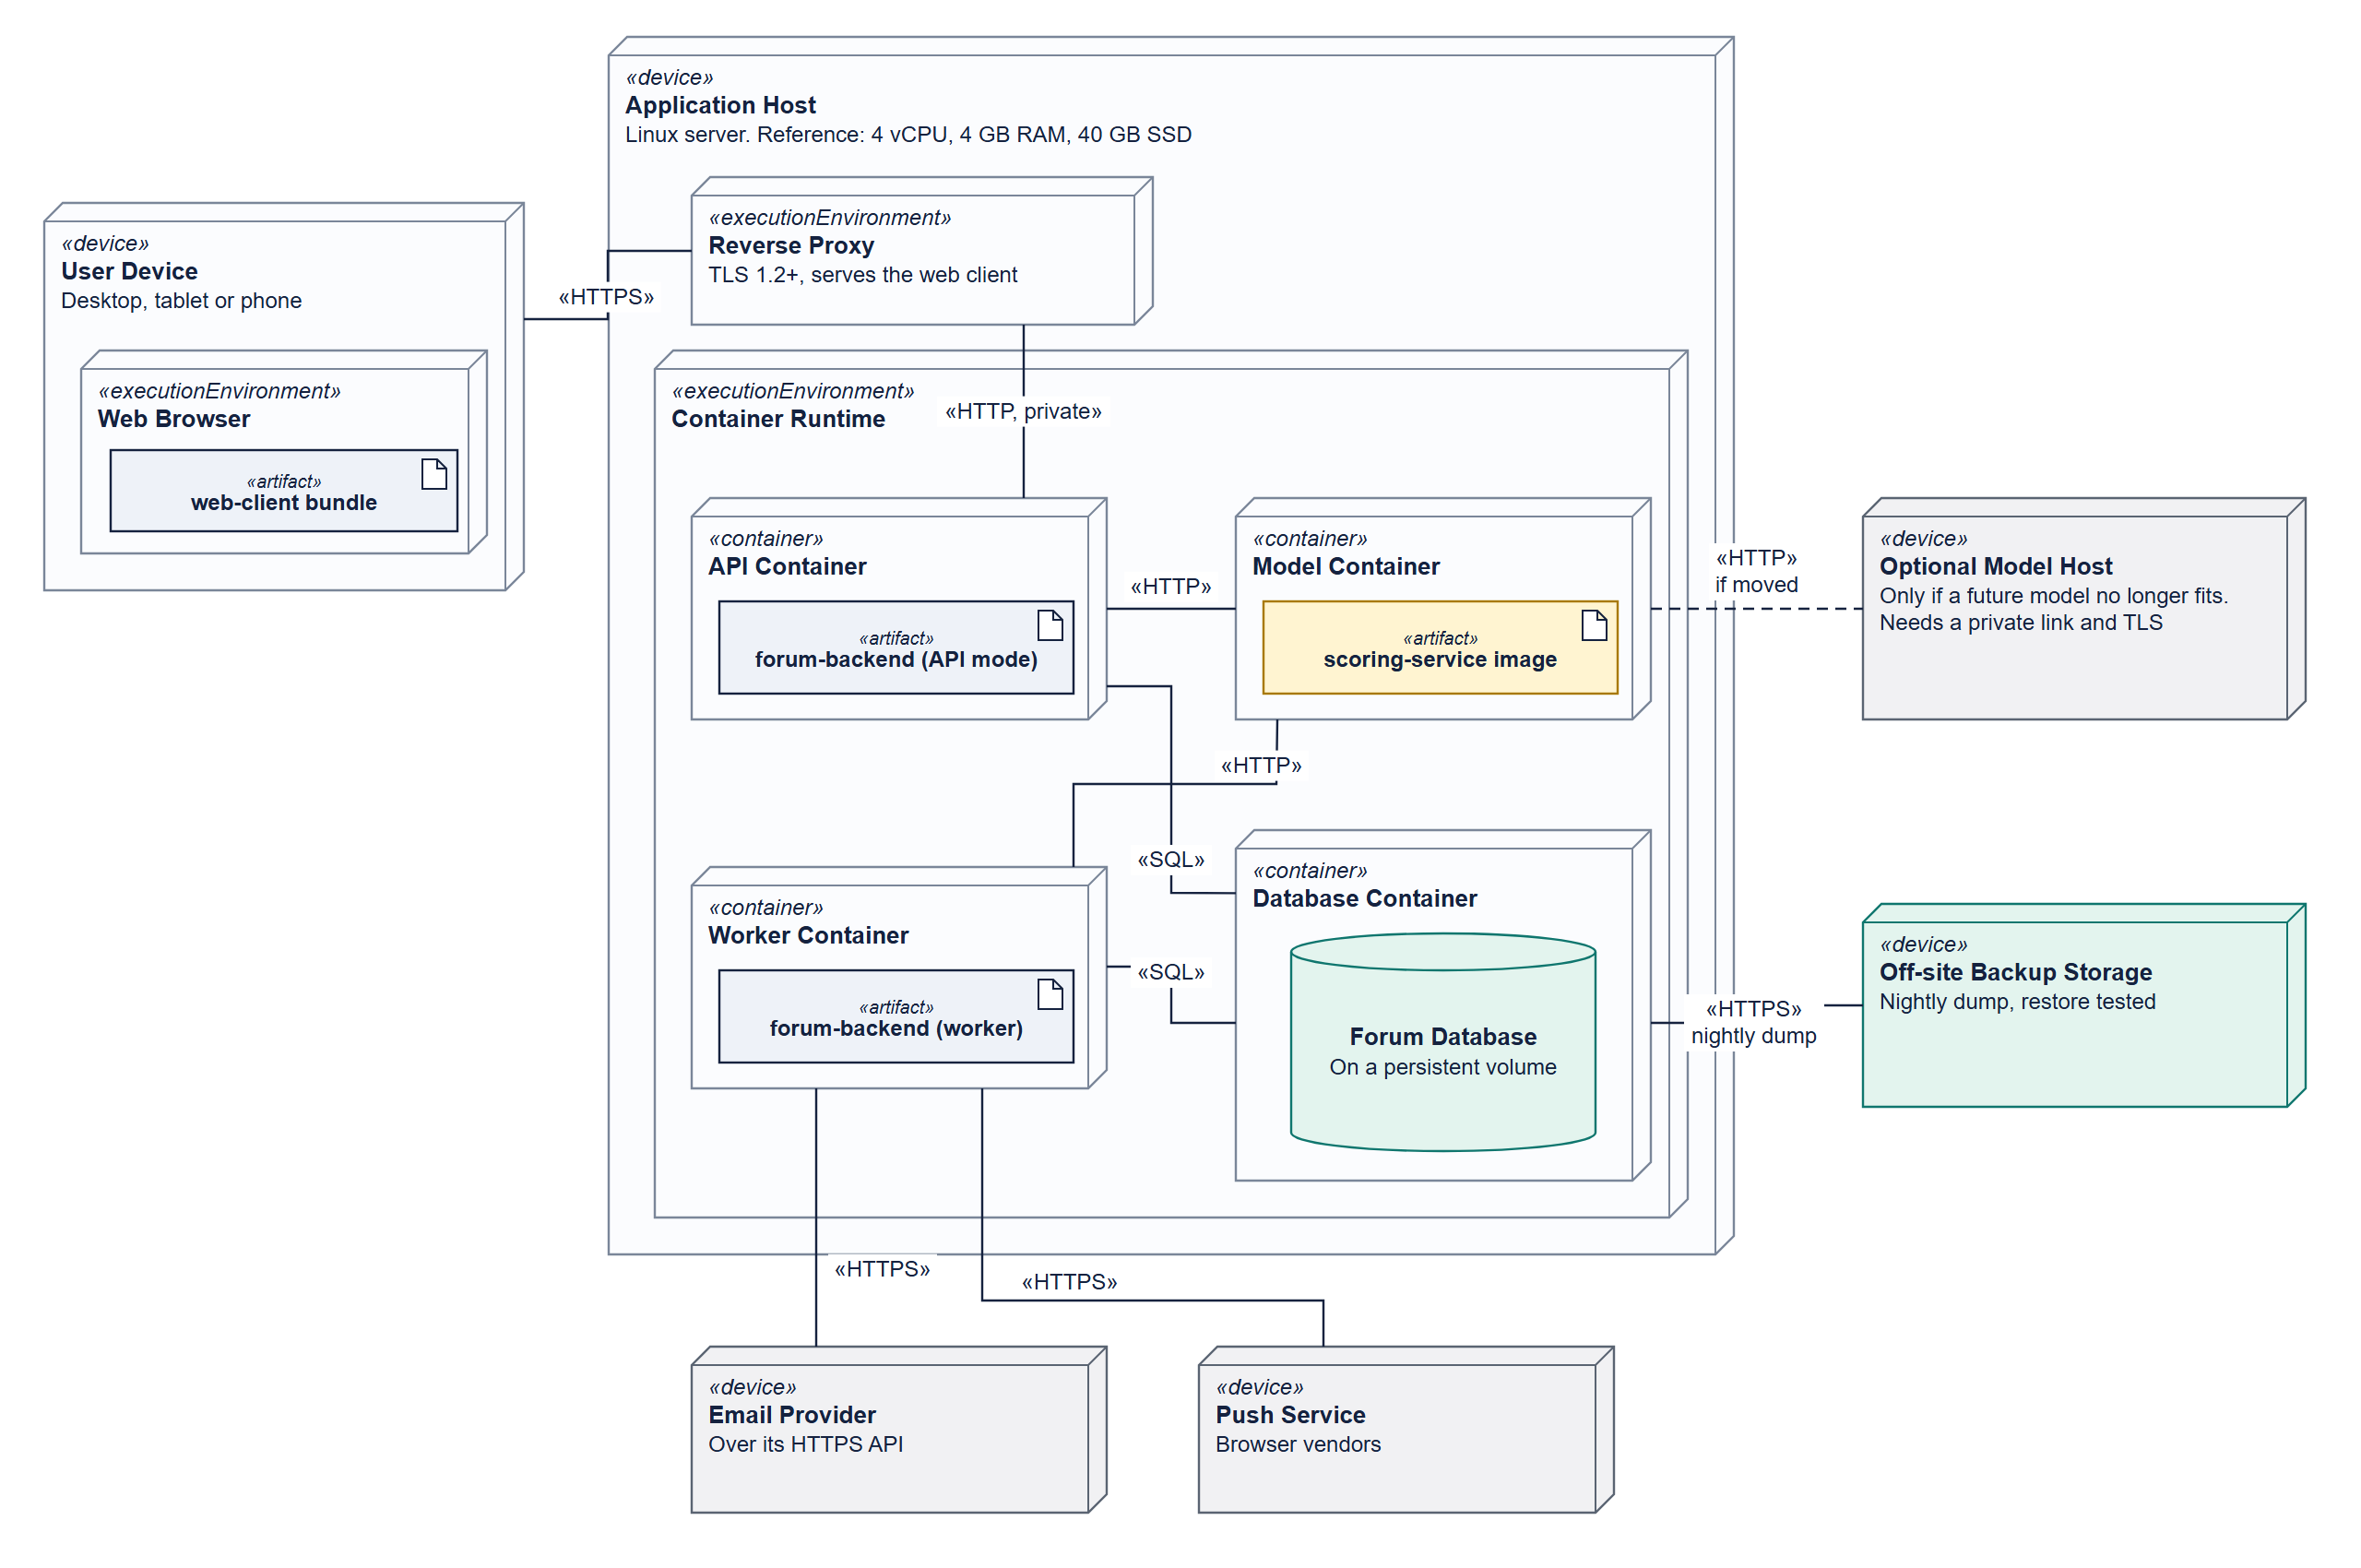 «device»
Application Host
Linux server. Reference: 4 vCPU, 4 GB RAM, 40 GB SSD
«executionEnvironment»
Reverse Proxy
TLS 1.2+, serves the web client
«device»
User Device
Desktop, tablet or phone
«HTTPS»
«executionEnvironment»
Web Browser
«artifact»
web-client bundle
«executionEnvironment»
Container Runtime
«HTTP, private»
«container»
API Container
«artifact»
forum-backend (API mode)
«HTTP»
«container»
Model Container
«artifact»
scoring-service image
«HTTP»
if moved
«device»
Optional Model Host
Only if a future model no longer fits.
Needs a private link and TLS
«HTTP»
«SQL»
«container»
Worker Container
«artifact»
forum-backend (worker)
«SQL»
«container»
Database Container
Forum Database
On a persistent volume
«HTTPS»
nightly dump
«device»
Off-site Backup Storage
Nightly dump, restore tested
«HTTPS»
«HTTPS»
«device»
Email Provider
Over its HTTPS API
«device»
Push Service
Browser vendors